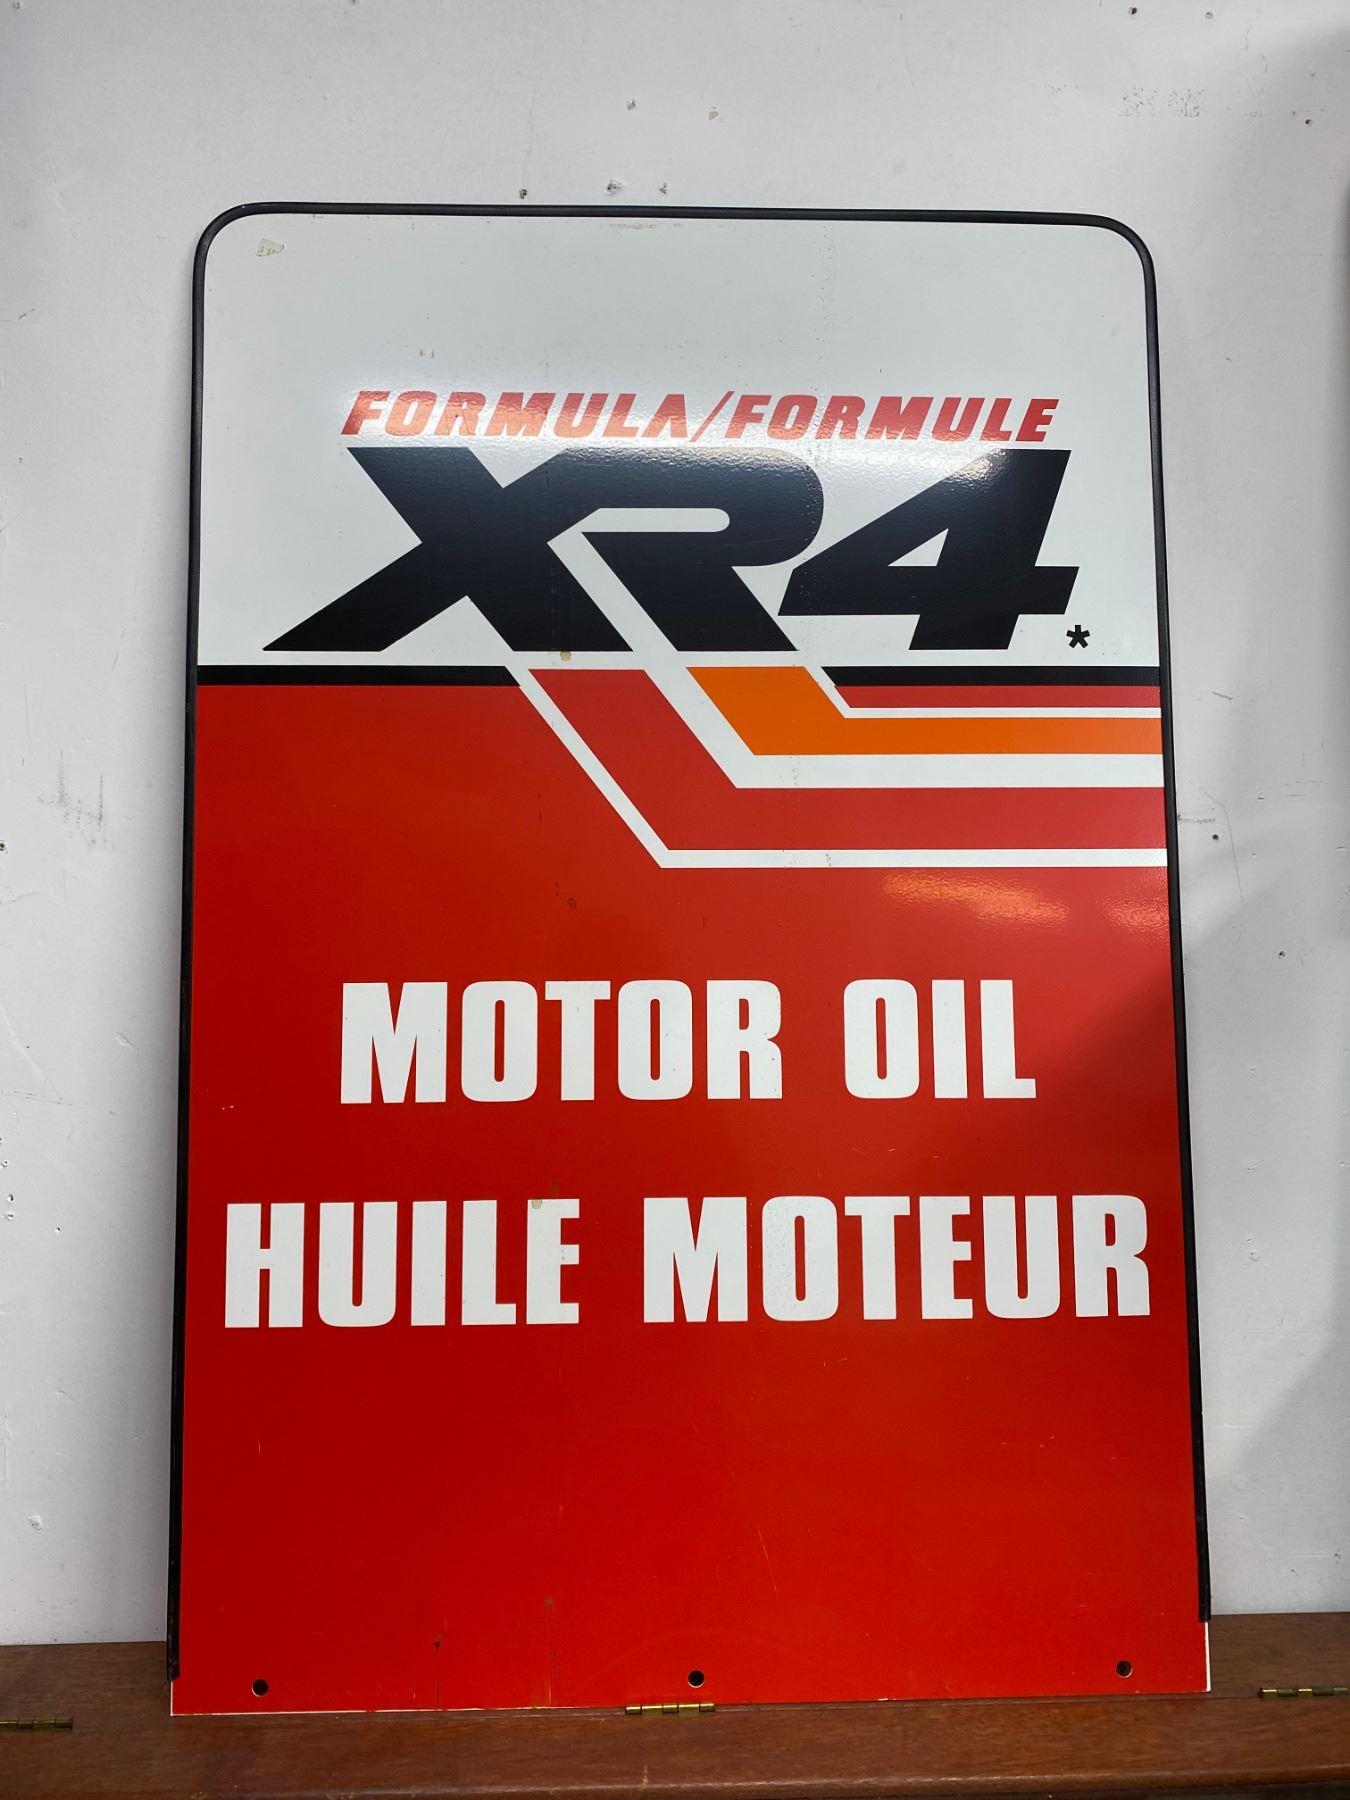 FORMULA/FORMULE
XR4*
MOTOR OIL
HUILE MOTEUR